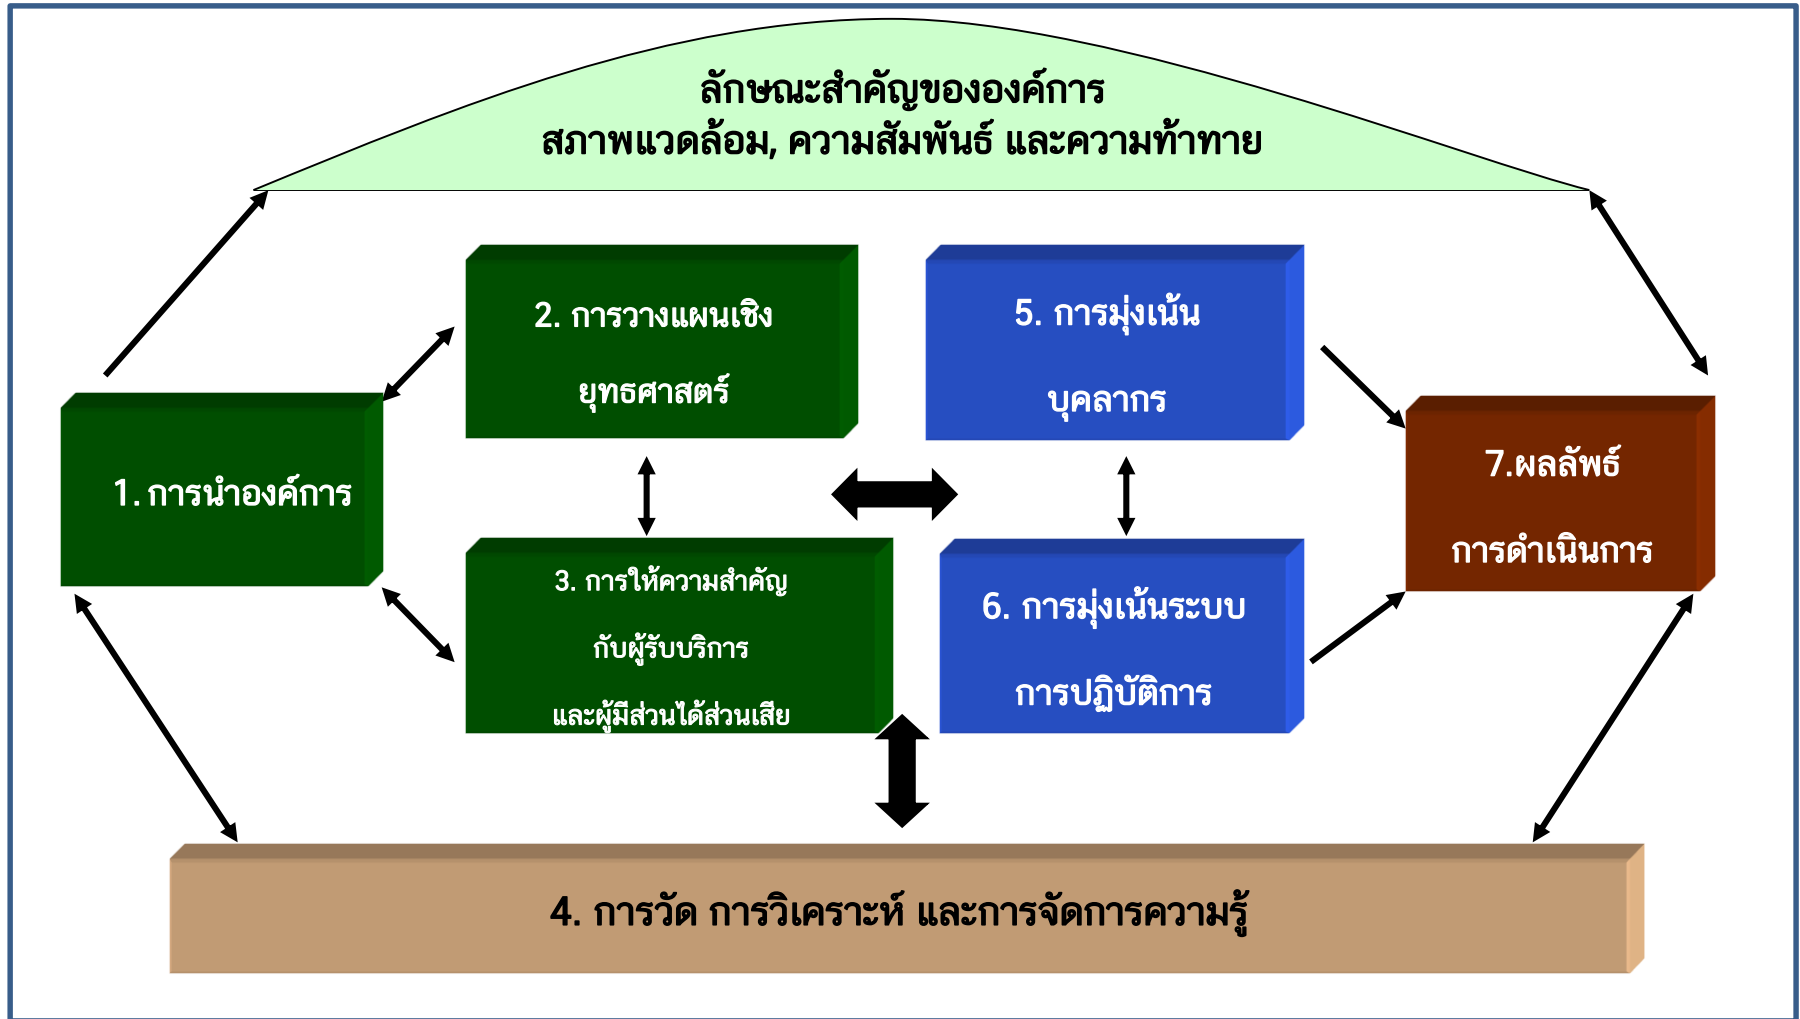 ลักษณะสำคัญขององค์การ
สภาพแวดล้อม, ความสัมพันธ์ และความท้าทาย
2. การวางแผนเชิง
ยุทธศาสตร์
5. การมุ่งเน้น
บุคลากร
1. การนำองค์การ
7.ผลลัพธ์
การดำเนินการ
3. การให้ความสำคัญ
กับผู้รับบริการ
และผู้มีส่วนได้ส่วนเสีย
6. การมุ่งเน้นระบบ
การปฏิบัติการ
4. การวัด การวิเคราะห์ และการจัดการความรู้